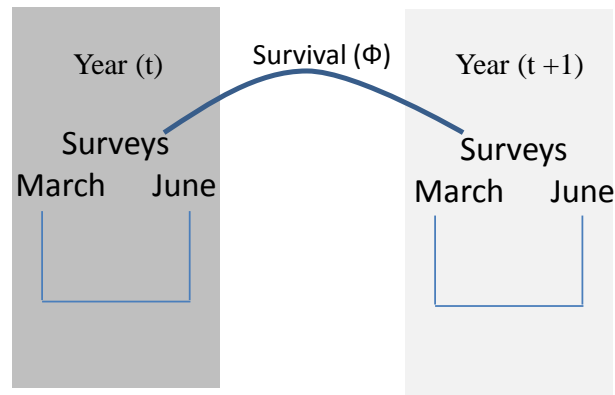 Year (t)
Surveys
March June
Survival (Φ)
Year (t +1)
Surveys
March June